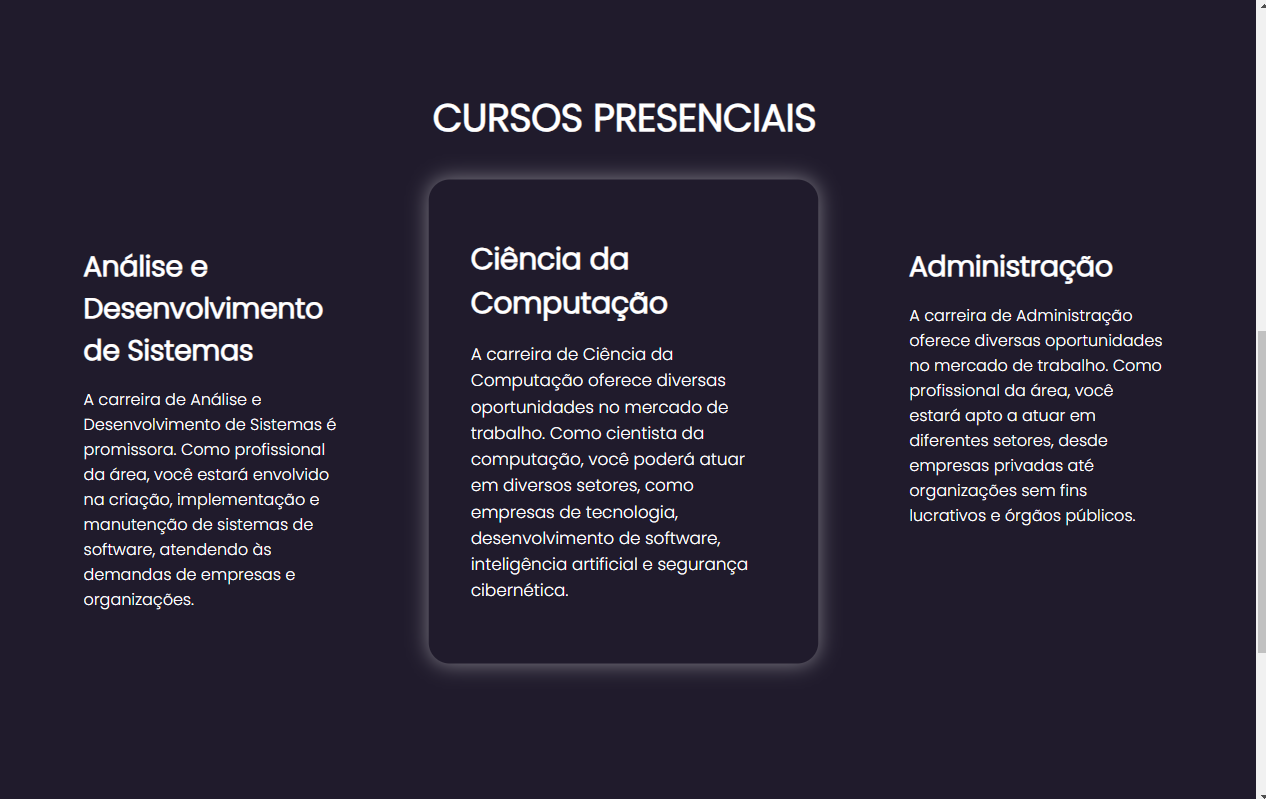 CURSOS PRESENCIAIS
Análise e
Desenvolvimento
de Sistemas
A carreira de Análise e
Desenvolvimento de Sistemas é
promissora. Como profissional
da área, você estará envolvido
na criação, implementação e
manutenção de sistemas de
software, atendendo às
demandas de empresas e
organizações.
Ciência da
Computação
A carreira de Ciência da
Computação oferece diversas
oportunidades no mercado de
trabalho. Como cientista da
computação, você poderá atuar
em diversos setores, como
empresas de tecnologia,
desenvolvimento de software,
inteligência artificial e segurança
cibernética.
Administração
A carreira de Administração
oferece diversas oportunidades
no mercado de trabalho. Como
profissional da área, você
estará apto a atuar em
diferentes setores, desde
empresas privadas até
organizações sem fins
lucrativos e órgãos públicos.